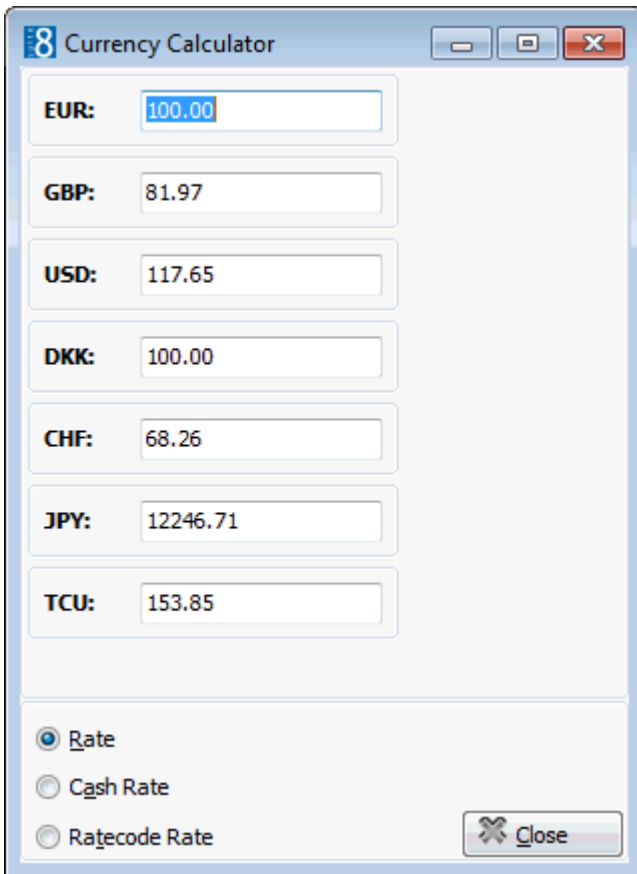 8 Currency Calculator
EUR: 100.00
GBP: 81.97
USD: 117.65
DKK: 100.00
CHF: 68.26
JPY: 12246.71
TCU: 153.85
Rate
Cash Rate
Ratecode Rate
Close